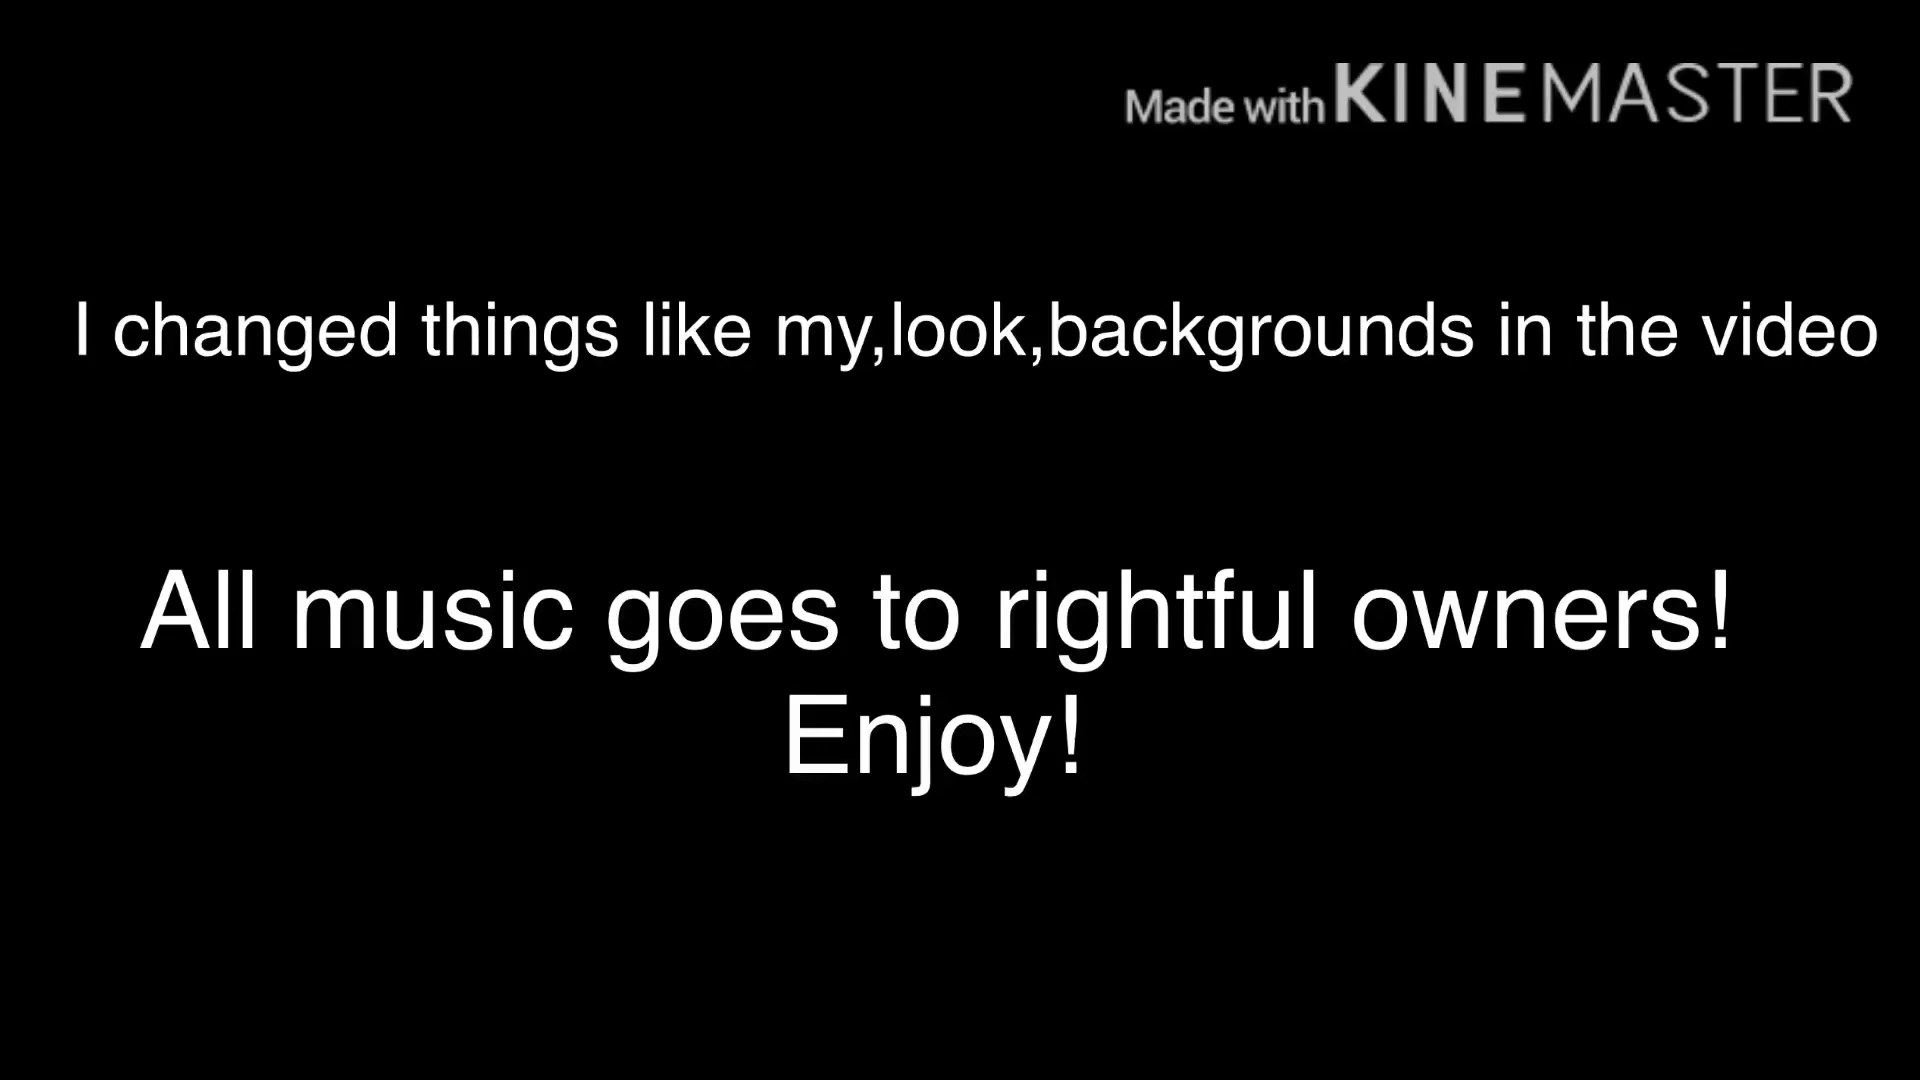 Made with KINEMASTER
I changed things like my,look,backgrounds in the video
All music goes to rightful owners!
Enjoy!